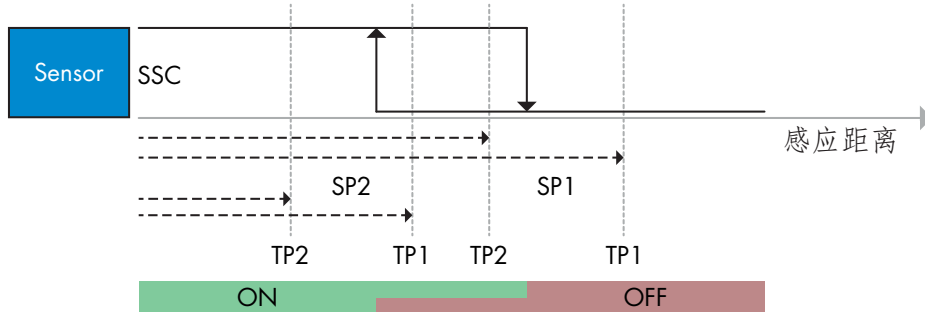 Sensor
SSC
感应距离
SP2 SP1
TP2 TP1 TP2 TP1
ON OFF